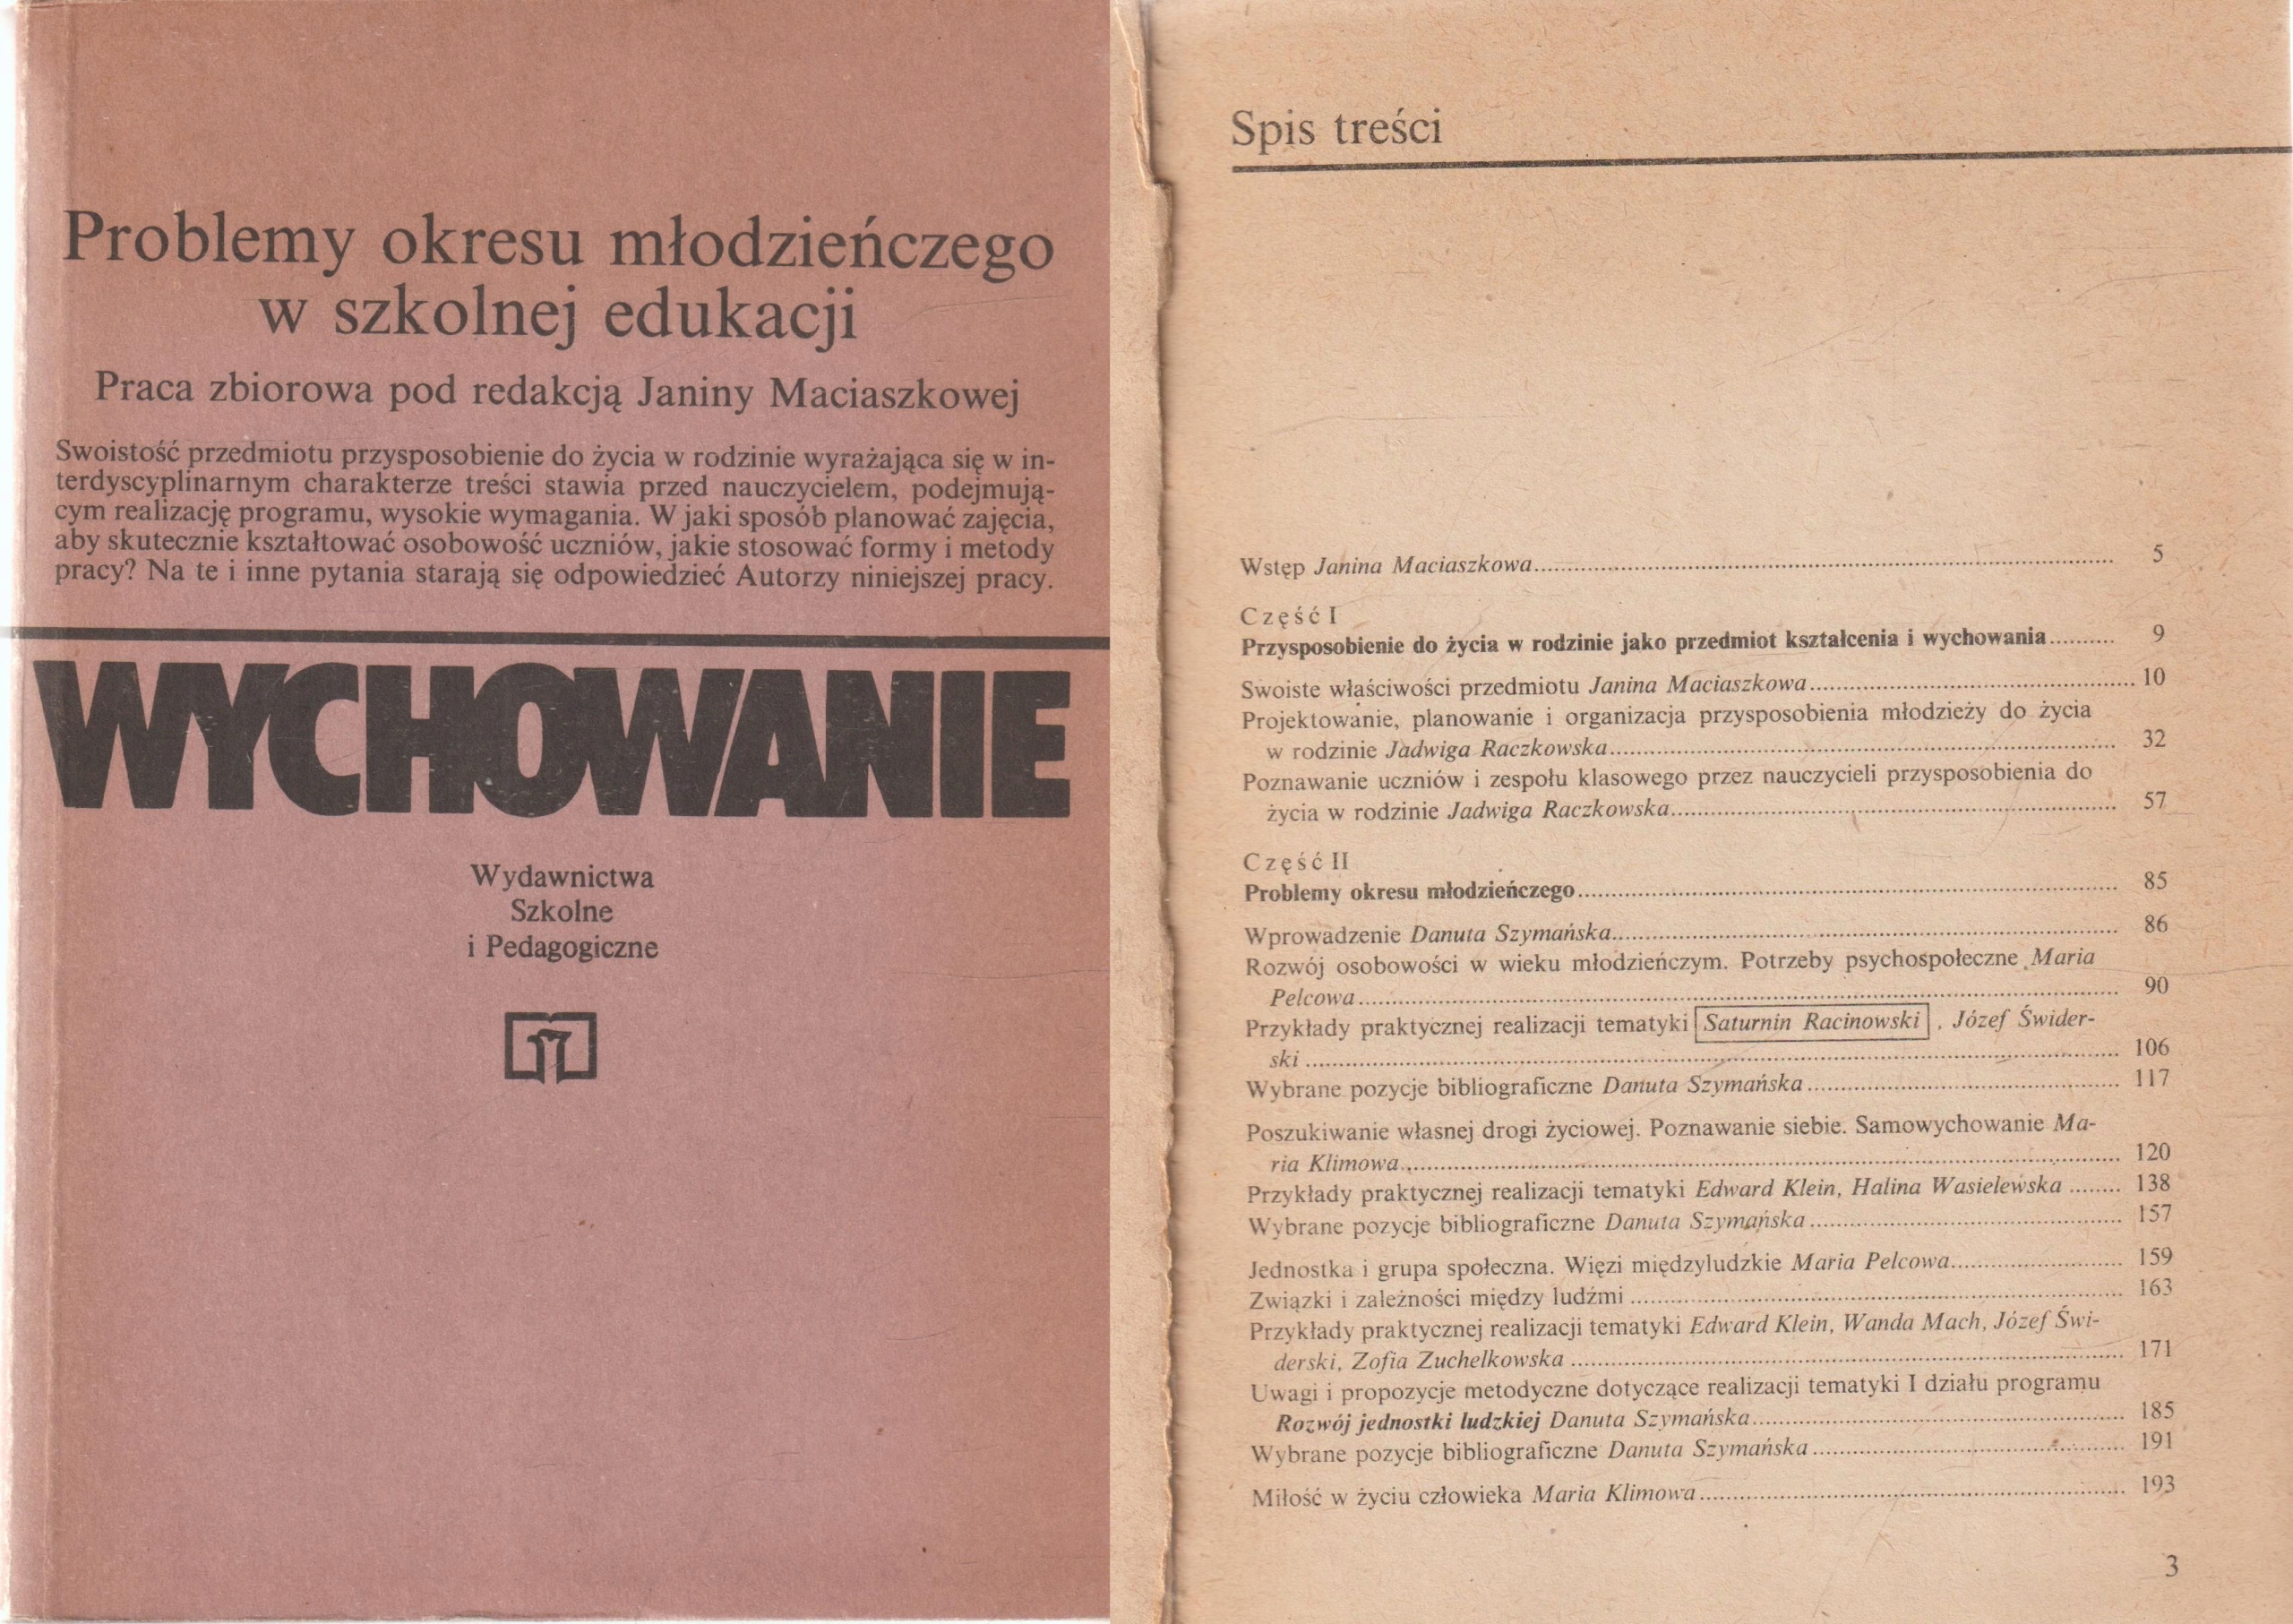 Problemy okresu młodzieńczego
w szkolnej edukacji
Praca zbiorowa pod redakcją Janiny Maciaszkowej
Swoistość przedmiotu przysposobienie do życia w rodzinie wyrażająca się w in-
terdyscyplinarnym charakterze treści stawia przed nauczycielem, podejmują-
cym realizację programu, wysokie wymagania. W jaki sposób planować zajęcia,
aby skutecznie kształtować osobowość uczniów, jakie stosować formy i metody
pracy? Na te i inne pytania starają się odpowiedzieć Autorzy niniejszej pracy.
WYCHOWANIE
Wydawnictwa
Szkolne
i Pedagogiczne
Spis treści
Wstęp Janina Maciaszkowa 5
Część I
Przysposobienie do życia w rodzinie jako przedmiot kształcenia i wychowania 9
Swoiste właściwości przedmiotu Janina Maciaszkowa 10
Projektowanie, planowanie i organizacja przysposobienia młodzieży do życia
w rodzinie Jadwiga Raczkowska 32
Poznawanie uczniów i zespołu klasowego przez nauczycieli przysposobienia do
życia w rodzinie Jadwiga Raczkowska 57
Część II
Problemy okresu młodzieńczego 85
Wprowadzenie Danuta Szymańska 86
Rozwój osobowości w wieku młodzieńczym. Potrzeby psychospołeczne Maria
Pelcowa 90
Przykłady praktycznej realizacji tematyki Saturnin Racinowski , Józef Świder-
ski 106
Wybrane pozycje bibliograficzne Danuta Szymańska 117
Poszukiwanie własnej drogi życiowej. Poznawanie siebie. Samowychowanie Ma-
ria Klimowa 120
Przykłady praktycznej realizacji tematyki Edward Klein, Halina Wasielewska 138
Wybrane pozycje bibliograficzne Danuta Szymańska 157
Jednostka i grupa społeczna. Więzi międzyludzkie Maria Pelcowa 159
Związki i zależności między ludźmi 163
Przykłady praktycznej realizacji tematyki Edward Klein, Wanda Mach, Józef Świ-
derski, Zofia Zuchelkowska 171
Uwagi i propozycje metodyczne dotyczące realizacji tematyki I działu programu
Rozwój jednostki ludzkiej Danuta Szymańska 185
Wybrane pozycje bibliograficzne Danuta Szymańska 191
Miłość w życiu człowieka Maria Klimowa 193
3